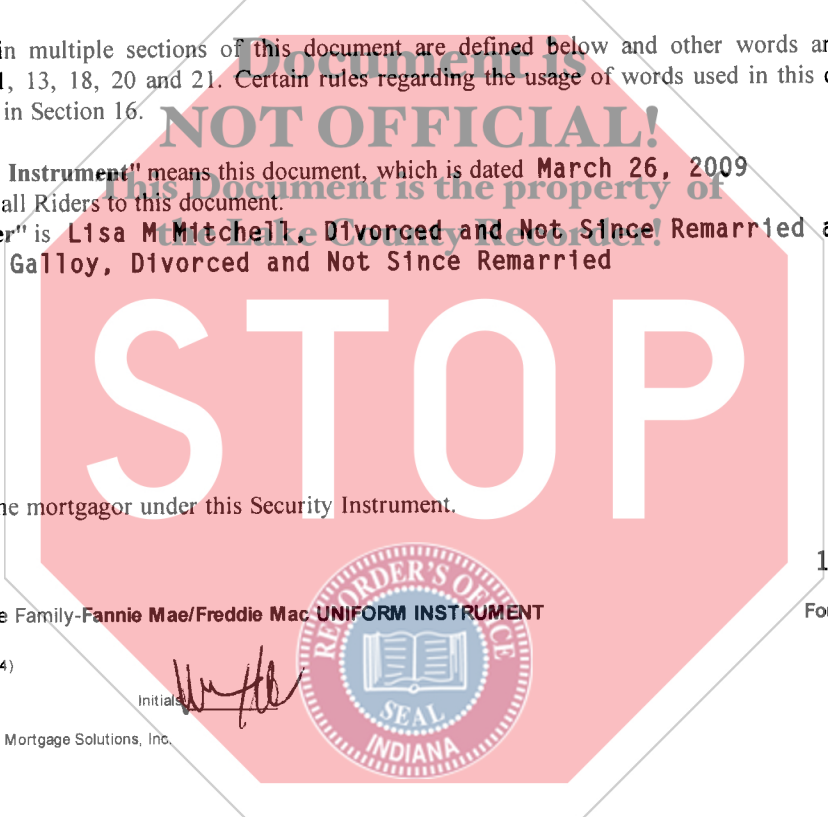 in multiple sections of this document are defined below and other words
, 13, 18, 20 and 21. Certain rules regarding the usage of words used in this
in Section 16.
Document is
NOT OFFICIAL!
This Document is the property of
the Lake County Recorder!
Instrument" means this document, which is dated March 26, 2009
all Riders to this document.
er" is Lisa M Mitchell, Divorced and Not Since Remarried a
Galloy, Divorced and Not Since Remarried
STOP
he mortgagor under this Security Instrument.
1
e Family-Fannie Mae/Freddie Mac UNIFORM INSTRUMENT
For
4)
Initials
Mortgage Solutions, Inc.
RECORDER'S OFFICE
SEAL
INDIANA